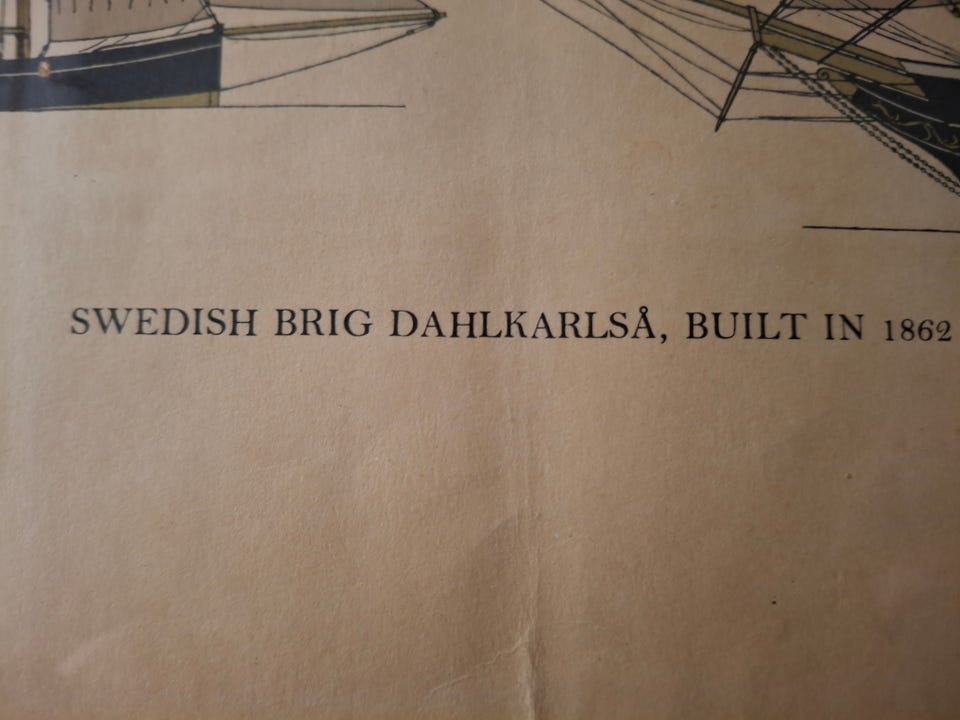 SWEDISH BRIG DAHLKARLSÅ, BUILT IN 1862